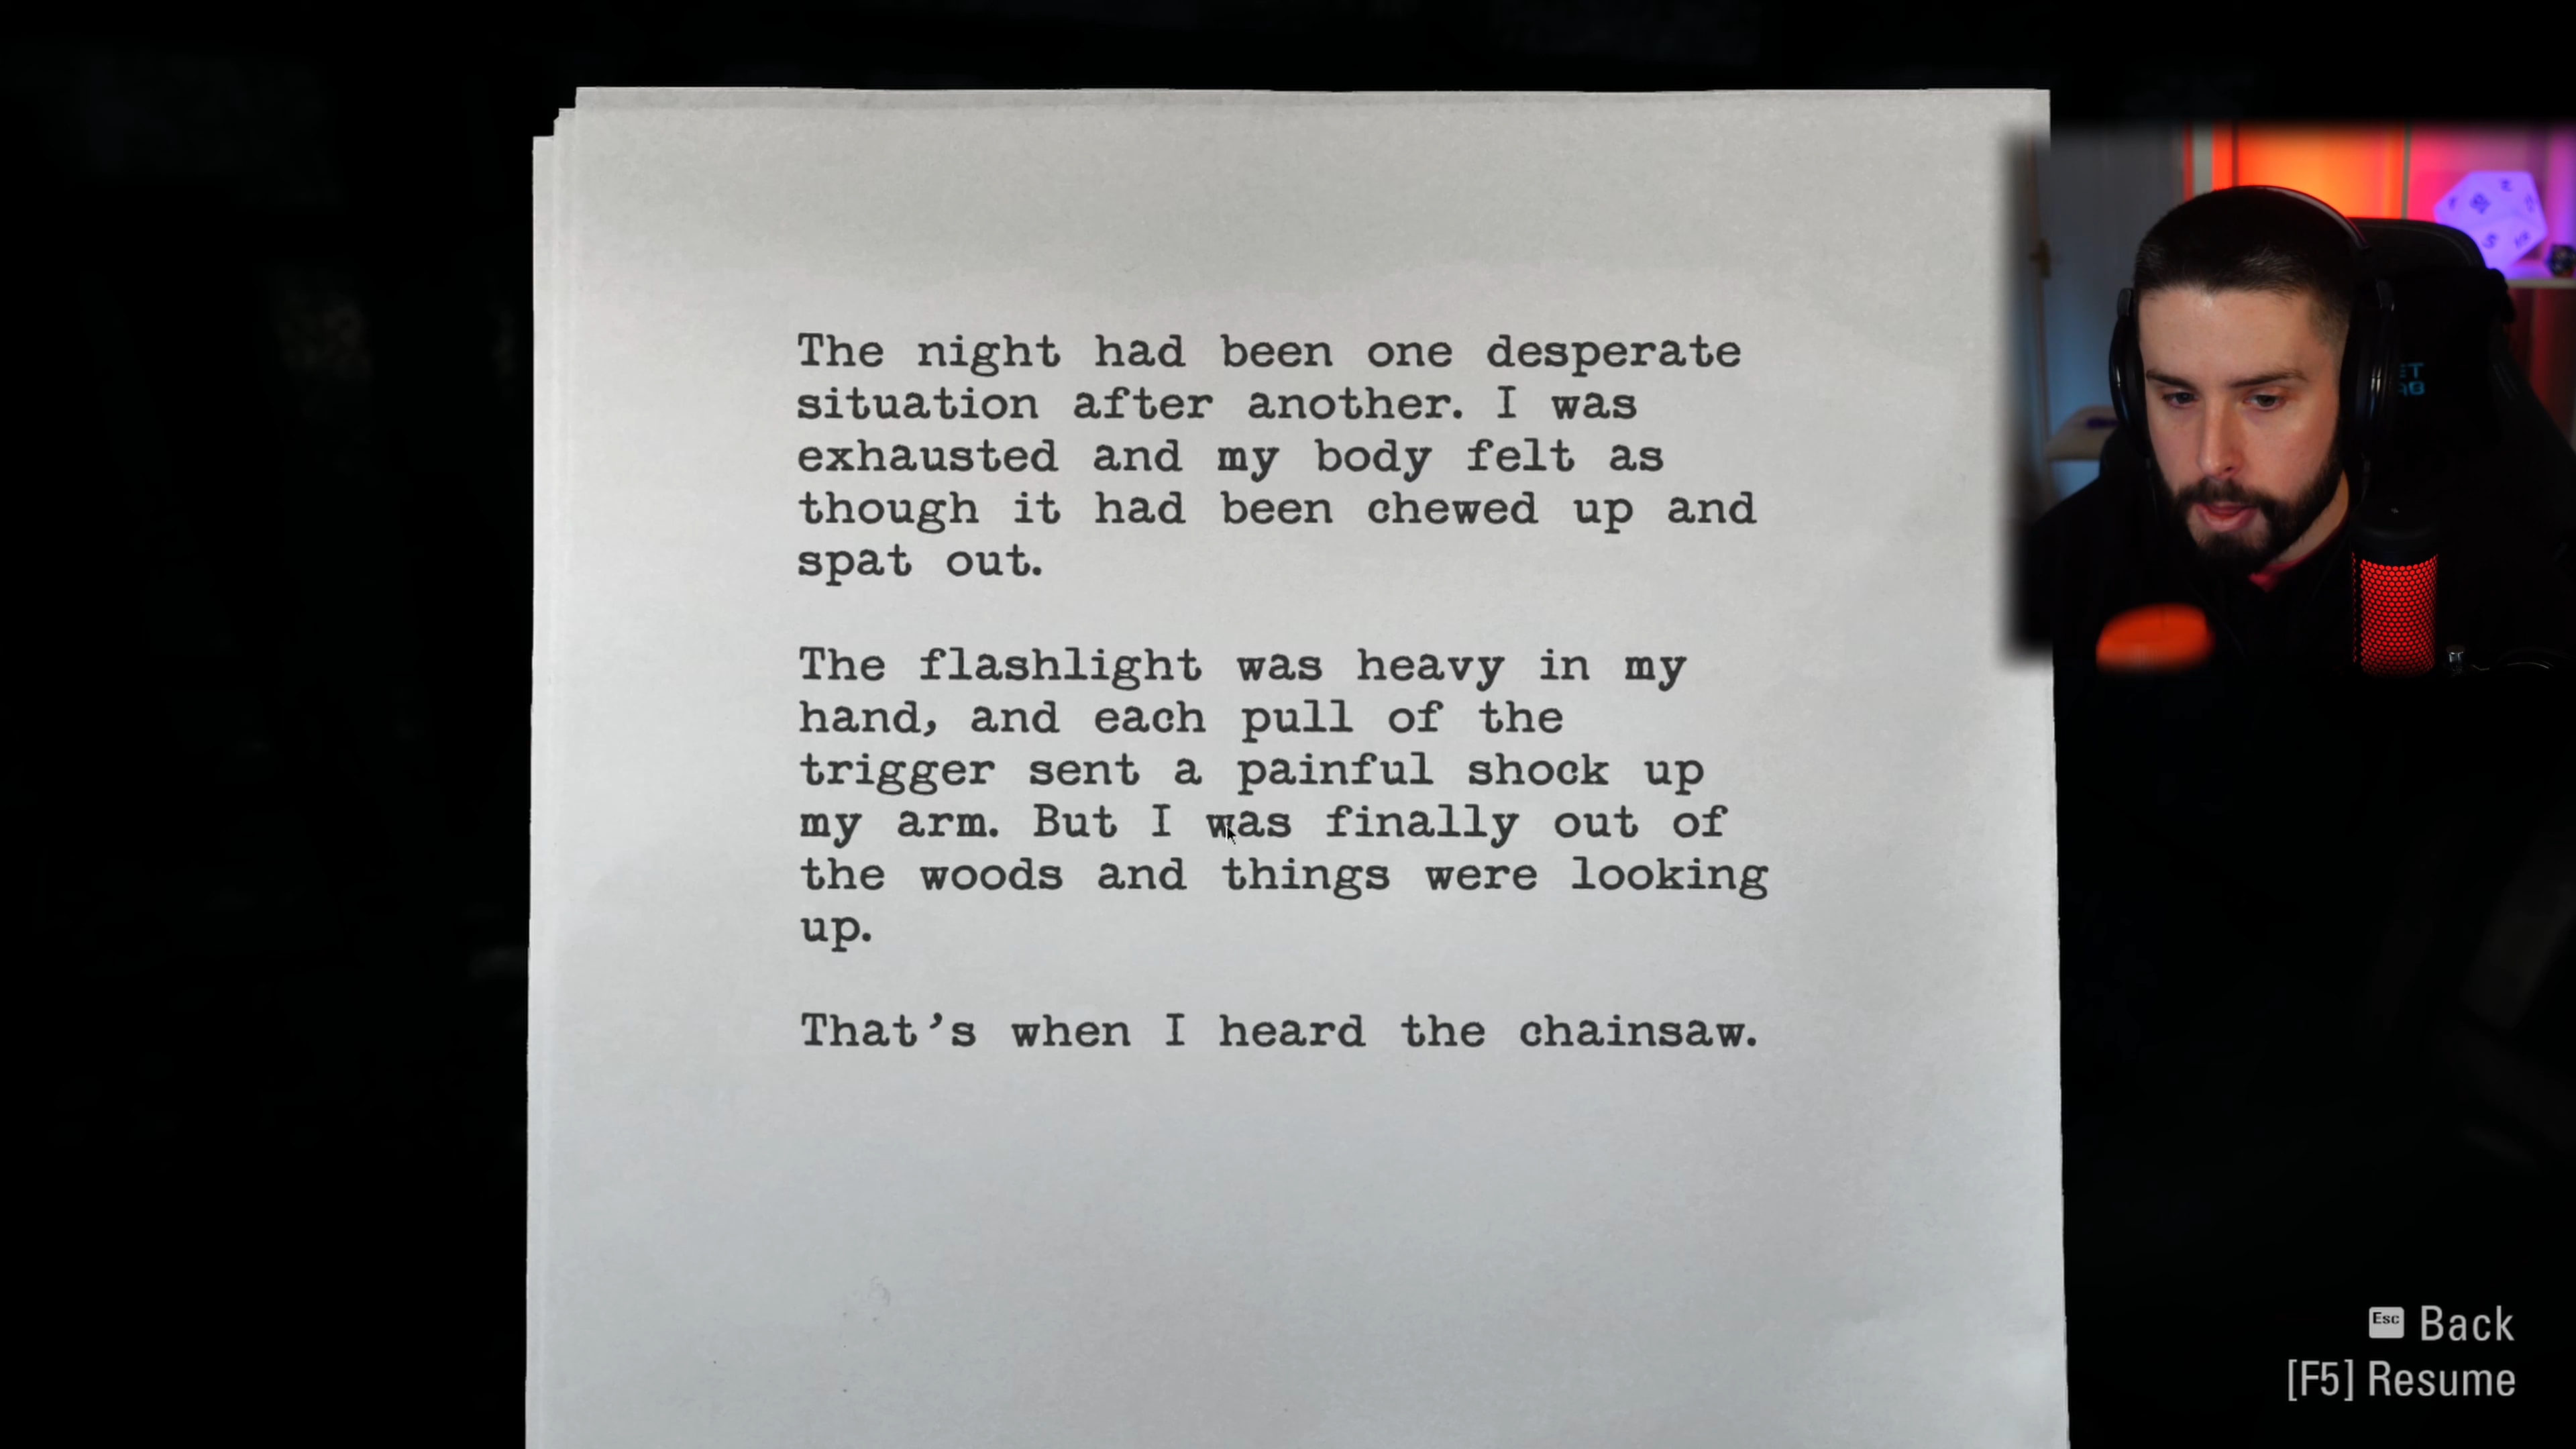 The night had been one desperate
situation after another. I was
exhausted and my body felt as
though it had been chewed up and
spat out.
The flashlight was heavy in my
hand, and each pull of the
trigger sent a painful shock up
my arm. But I was finally out of
the woods and things were looking
up.
That's when I heard the chainsaw.
Esc Back
[F5] Resume